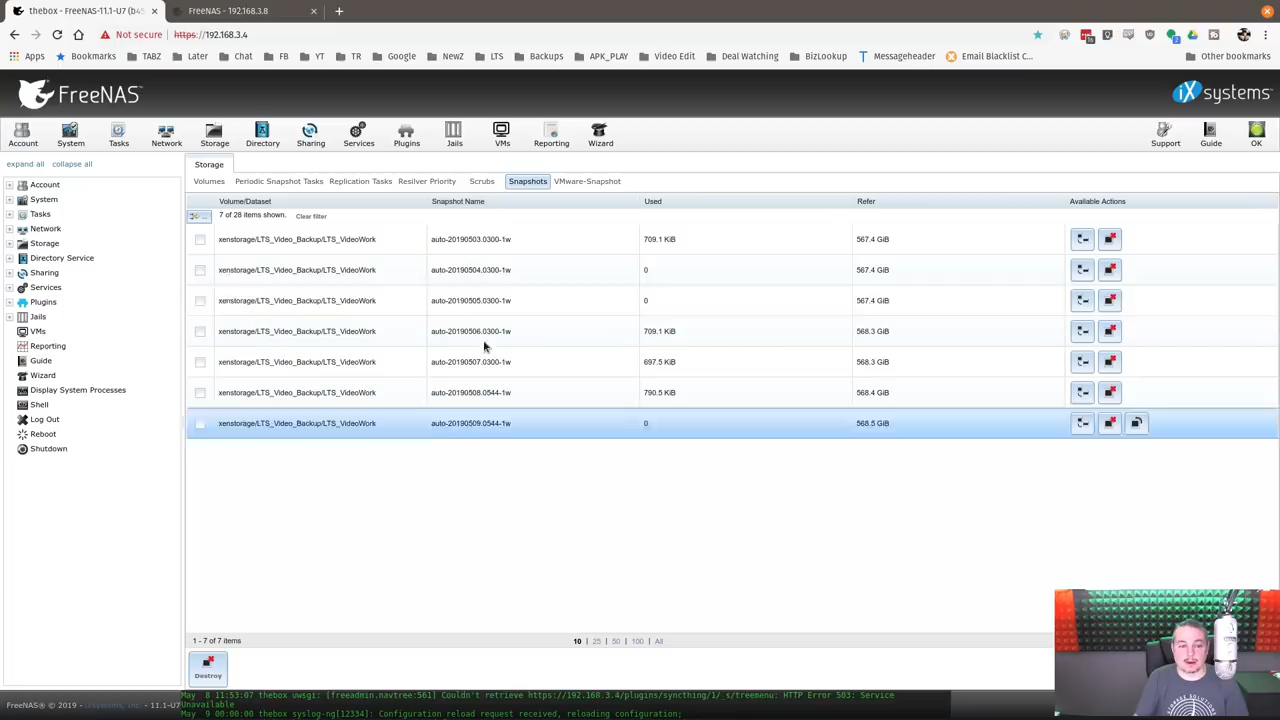 thebox - FreeNAS-11.1-U7 (b45 × FreeNAS - 192.168.3.8 × +
Not secure https://192.168.3.4
Apps Bookmarks TABZ Later Chat FB YT TR Google NewZ LTS Backups APK_PLAY Video Edit Deal Watching BizLookup Messageheader Email Blacklist C... Other bookmarks
FreeNAS iXsystems
Account System Tasks Network Storage Directory Sharing Services Plugins Jails VMs Reporting Wizard Support Guide OK
expand all collapse all
Account
System
Tasks
Network
Storage
Directory Service
Sharing
Services
Plugins
Jails
VMs
Reporting
Guide
Wizard
Display System Processes
Shell
Log Out
Reboot
Shutdown
Storage
Volumes Periodic Snapshot Tasks Replication Tasks Resilver Priority Scrubs Snapshots VMware-Snapshot
Volume/Dataset Snapshot Name Used Refer Available Actions
7 of 28 items shown. Clear filter
xenstorage/LTS_Video_Backup/LTS_VideoWork auto-20190503.0300-1w 709.1 KiB 567.4 GiB
xenstorage/LTS_Video_Backup/LTS_VideoWork auto-20190504.0300-1w 0 567.4 GiB
xenstorage/LTS_Video_Backup/LTS_VideoWork auto-20190505.0300-1w 0 567.4 GiB
xenstorage/LTS_Video_Backup/LTS_VideoWork auto-20190506.0300-1w 709.1 KiB 568.3 GiB
xenstorage/LTS_Video_Backup/LTS_VideoWork auto-20190507.0300-1w 697.5 KiB 568.3 GiB
xenstorage/LTS_Video_Backup/LTS_VideoWork auto-20190508.0544-1w 790.5 KiB 568.4 GiB
xenstorage/LTS_Video_Backup/LTS_VideoWork auto-20190509.0544-1w 0 568.5 GiB
1 - 7 of 7 items 10 | 25 | 50 | 100 | All
Destroy
May 8 11:53:07 thebox uwsgi: [freeadmin.navtree:561] Couldn't retrieve https://192.168.3.4/plugins/syncthing/1/_s/treemenu: HTTP Error 503: Service
Unavailable
May 9 00:00:00 thebox syslog-ng[12334]: Configuration reload request received, reloading configuration;
FreeNAS® © 2019 - iXsystems, Inc. - 11.1-U7